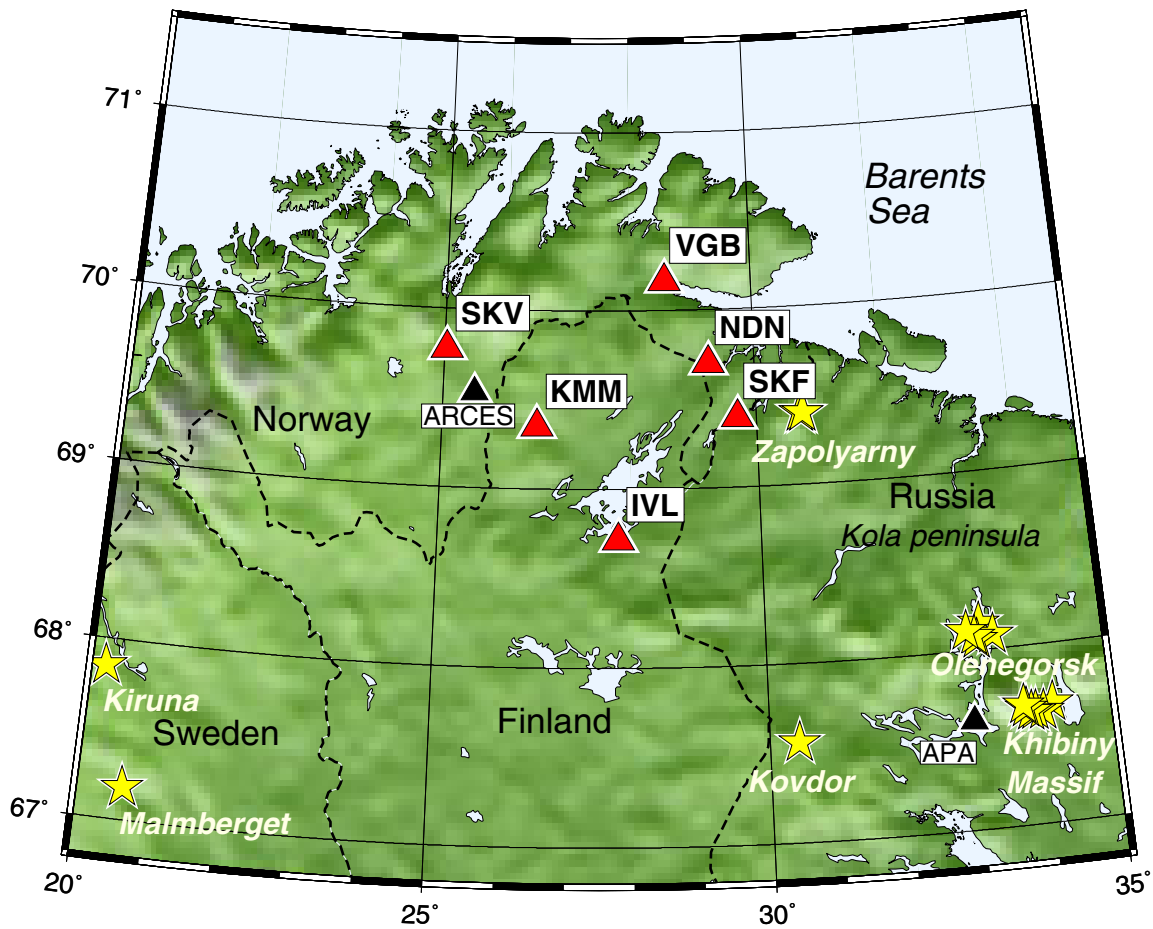 71°
Barents
Sea
VGB
70°
SKV
NDN
SKF
KMM
ARCES
Norway
Zapolyarny
69°
Russia
IVL
Kola peninsula
68°
Olenegorsk
Kiruna
Sweden
Finland
APA
Khibiny
Massif
Kovdor
67°
Malmberget
20°
25°
30°
35°